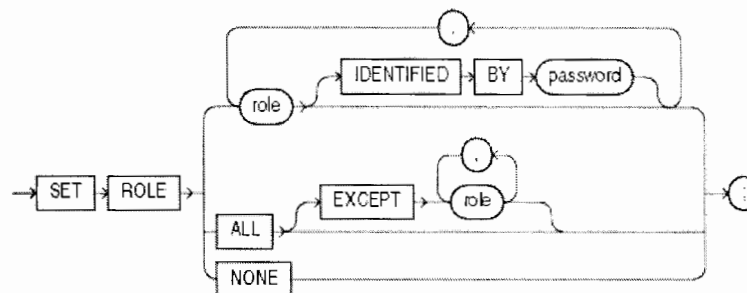 ,
IDENTIFIED BY password
role
,
SET ROLE
EXCEPT role
ALL
;
NONE